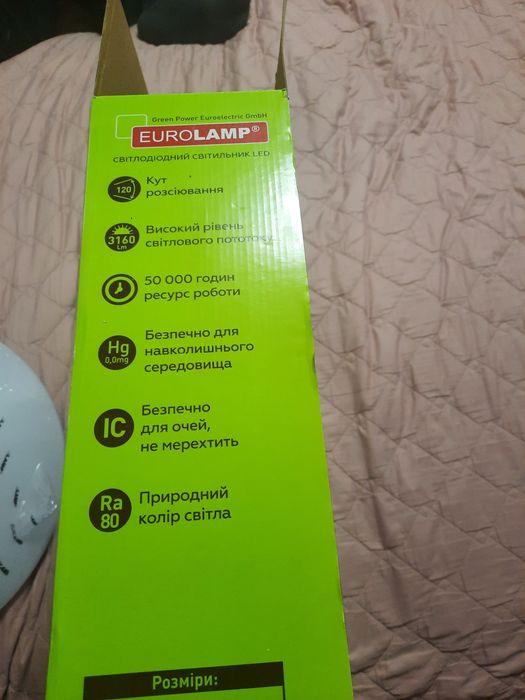 Green Power Euroelectric GmbH
EUROLAMP®
СВІТЛОДІОДНИЙ СВІТИЛЬНИК LED
120
Кут
розсіювання
3160
Lm
Високий рівень
світлового пототоку
50 000 годин
ресурс роботи
Hg
0,0mg
Безпечно для
навколишнього
середовища
IC
Безпечно
для очей,
не мерехтить
Ra
80
Природний
колір світла
Розміри: